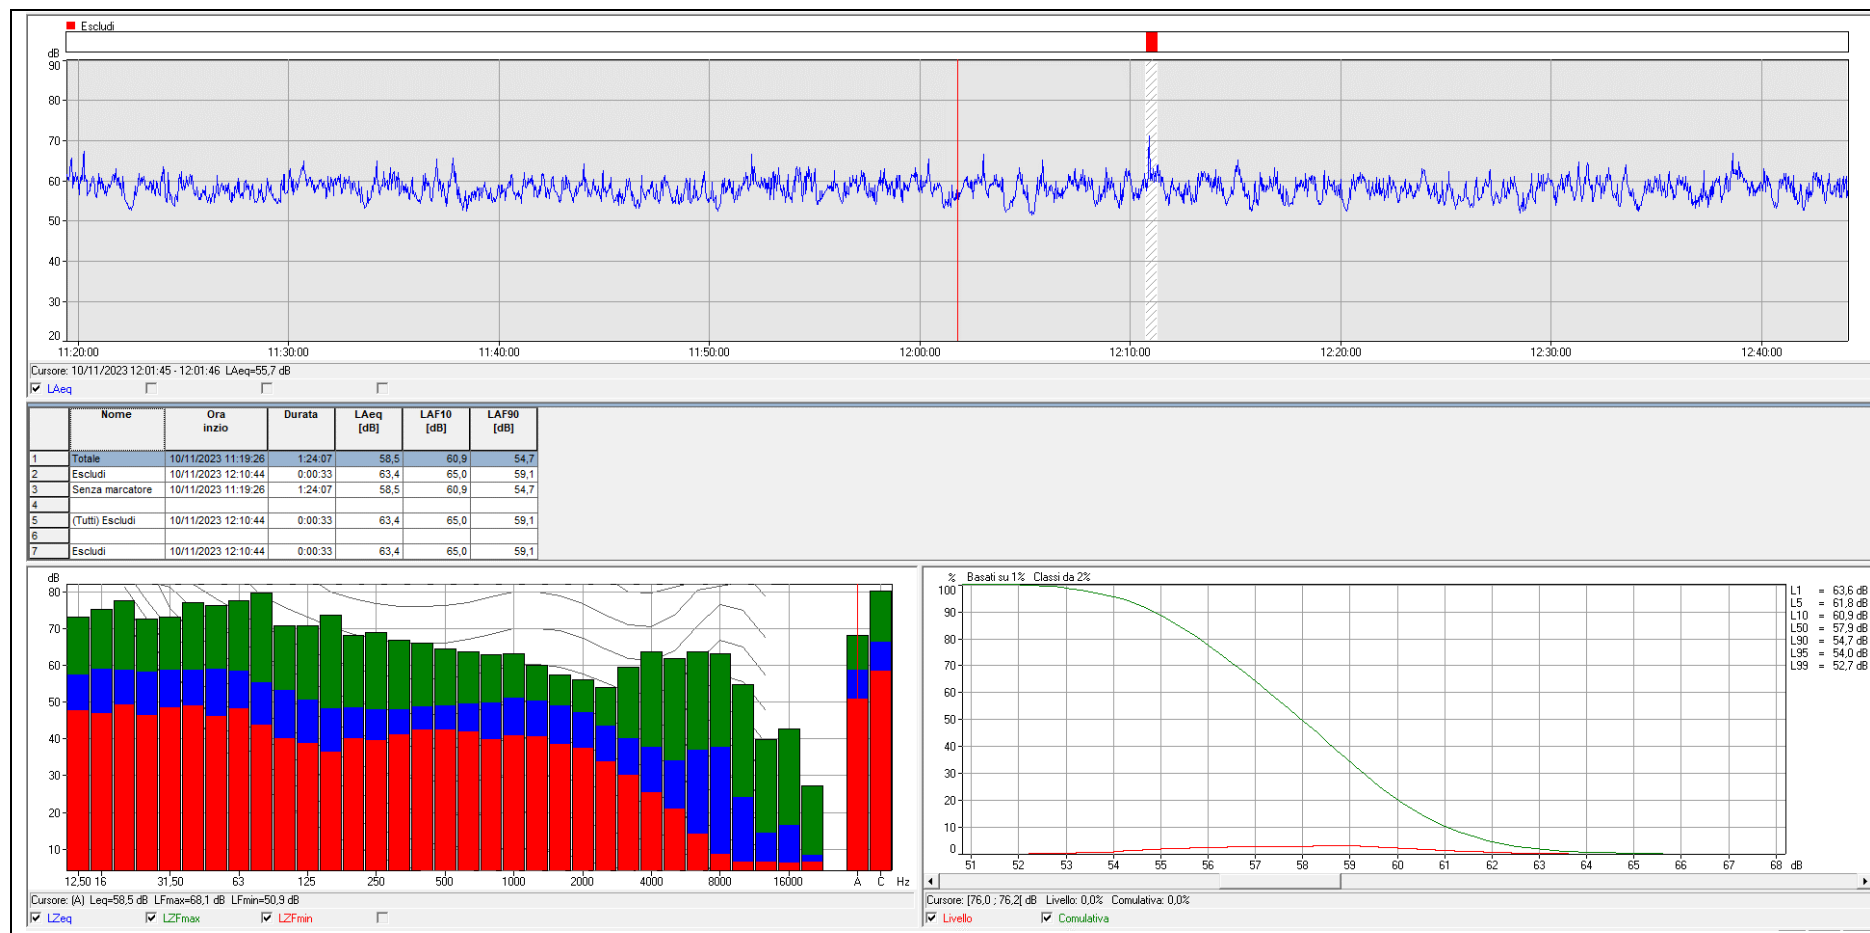 Escludi
dB
90
80
70
60
50
40
30
20
11:20:00 11:30:00 11:40:00 11:50:00 12:00:00 12:10:00 12:20:00 12:30:00 12:40:00
Cursore: 10/11/2023 12:01:45 - 12:01:46 LAeq=55,7 dB
LAeq
Nome Ora inzio Durata LAeq [dB] LAF10 [dB] LAF90 [dB]
1 Totale 10/11/2023 11:19:26 1:24:07 58,5 60,9 54,7
2 Escludi 10/11/2023 12:10:44 0:00:33 63,4 65,0 59,1
3 Senza marcatore 10/11/2023 11:19:26 1:24:07 58,5 60,9 54,7
4
5 (Tutti) Escludi 10/11/2023 12:10:44 0:00:33 63,4 65,0 59,1
6
7 Escludi 10/11/2023 12:10:44 0:00:33 63,4 65,0 59,1
dB
80
70
60
50
40
30
20
10
12,50 16 31,50 63 125 250 500 1000 2000 4000 8000 16000 A C Hz
Cursore: (A) Leq=58,5 dB LFmax=68,1 dB LFmin=50,9 dB
LZeq LZFmax LZFmin
% Basati su 1% Classi da 2%
100
90
80
70
60
50
40
30
20
10
0
51 52 53 54 55 56 57 58 59 60 61 62 63 64 65 66 67 68 dB
L1 = 63,6 dB
L5 = 61,8 dB
L10 = 60,9 dB
L50 = 57,9 dB
L90 = 54,7 dB
L95 = 54,0 dB
L99 = 52,7 dB
Cursore: [76,0 ; 76,2[ dB Livello: 0,0% Comulativa: 0,0%
Livello Comulativa